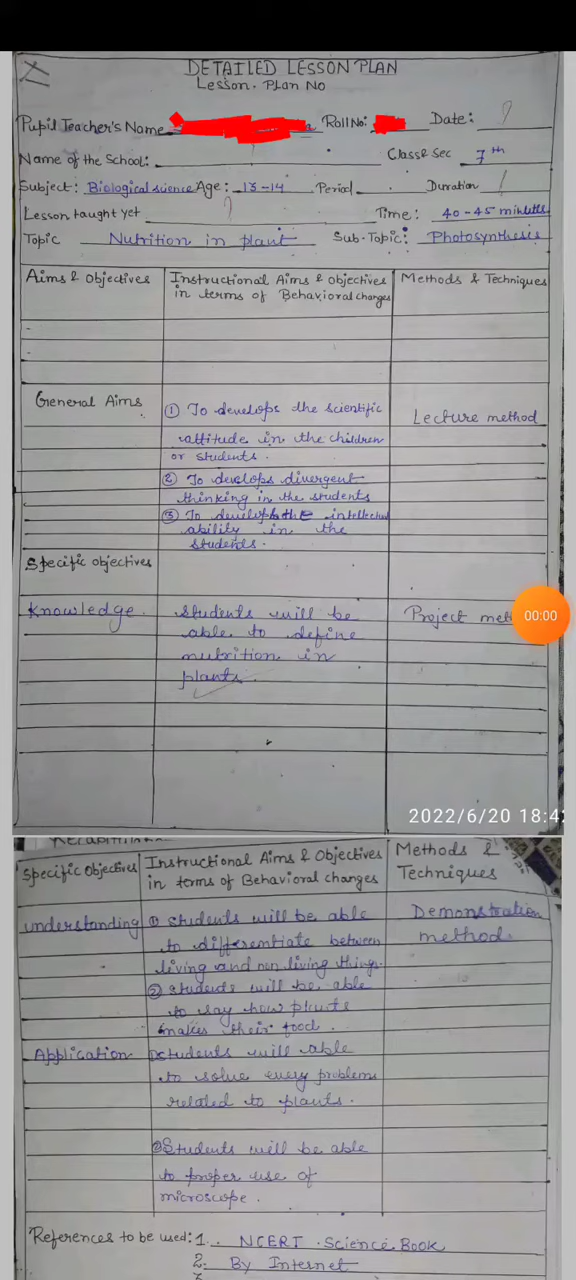 DETAILED LESSON PLAN
Lesson. Plan No
Pupil Teacher's Name Roll No: Date: ?
Name of the School: Class & Sec 7th
Subject: Biological science Age: 13-14 Period Duration
Lesson taught yet ? Time: 40-45 minutes
Topic Nutrition in plant Sub-Topic: Photosynthesis
Aims & Objectives Instructional Aims & objectives Methods & Techniques
in terms of Behavioral changes
General Aims ① To develops the scientific Lecture method
attitude in the children
or students.
② To develops divergent
thinking in the students
③ To develops the intellectual
ability in the
students.
Specific objectives
Knowledge. Students will be Project met
able to define
nutrition in
plants.
00:00
2022/6/20 18:42
Specific Objectives Instructional Aims & Objectives Methods &
in terms of Behavioral changes Techniques
understanding ① Students will be able Demonstration
to differentiate between method
living and non living things.
② Students will be able
to say how plants
makes their food.
Application ① Students will able
to solve every problems
related to plants.
② Students will be able
to proper use of
microscope.
References to be used: 1. NCERT Science Book
2. By Internet